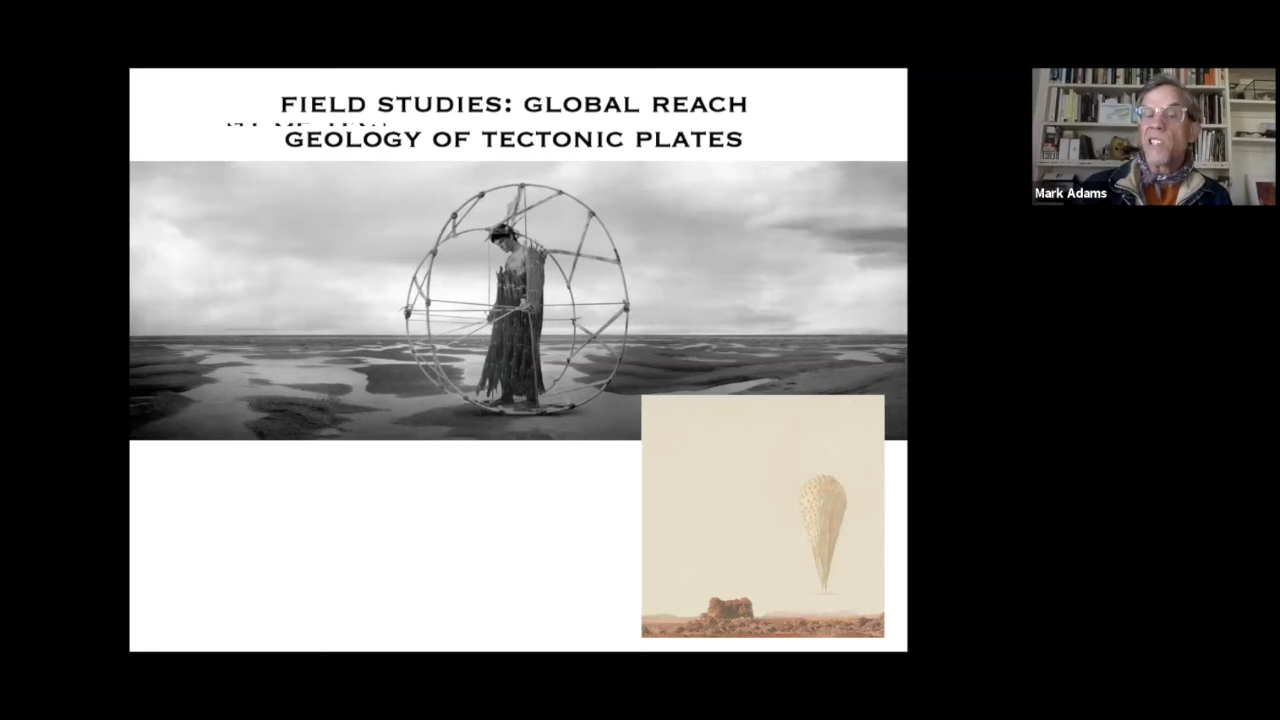 FIELD STUDIES: GLOBAL REACH
GEOLOGY OF TECTONIC PLATES
Mark Adams